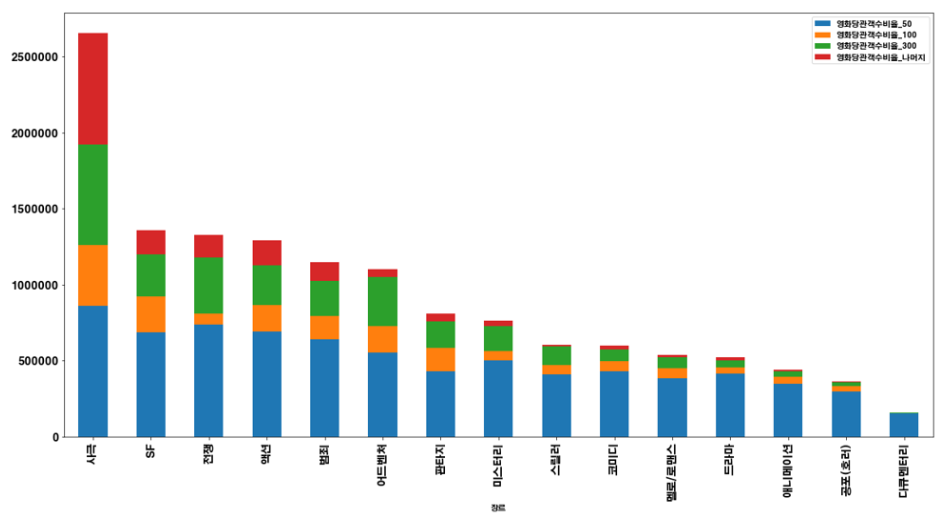 영화당관객수비율_50
영화당관객수비율_100
영화당관객수비율_300
영화당관객수비율_나머지
2500000
2000000
1500000
1000000
500000
0
사극
SF
전쟁
액션
범죄
어드벤처
판타지
미스터리
스릴러
코미디
멜로/로맨스
드라마
애니메이션
공포(호러)
다큐멘터리
장르